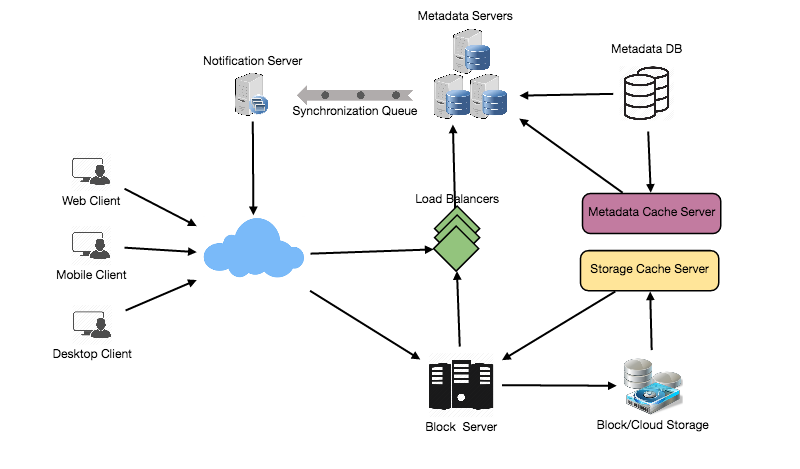 Metadata Servers
Metadata DB
Notification Server
Synchronization Queue
Web Client
Load Balancers
Metadata Cache Server
Mobile Client
Storage Cache Server
Desktop Client
Block Server
Block/Cloud Storage